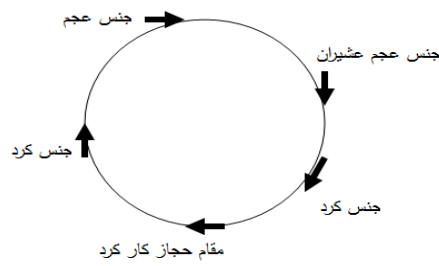 جنس عجم
جنس عجم عشيران
جنس كرد
جنس كرد
مقام حجاز كار كرد